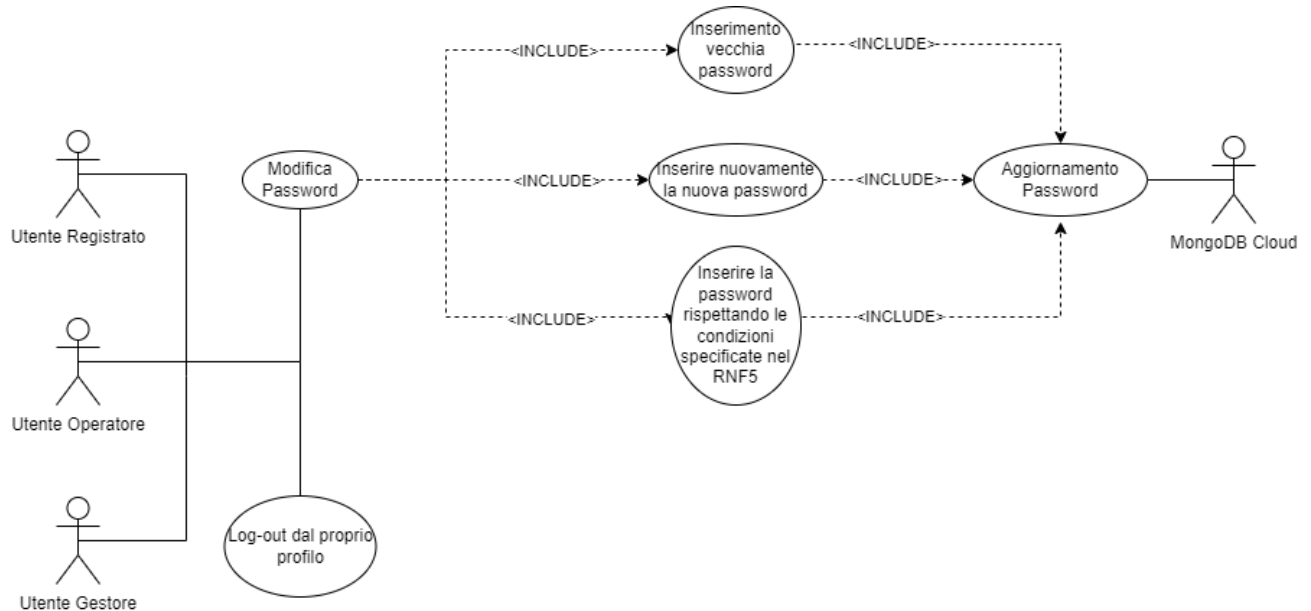 Inserimento
vecchia
password
<INCLUDE>
<INCLUDE>
Utente Registrato
Modifica
Password
<INCLUDE>
Inserire nuovamente
la nuova password
<INCLUDE>
Aggiornamento
Password
MongoDB Cloud
<INCLUDE>
Inserire la
password
rispettando le
condizioni
specificate nel
RNF5
<INCLUDE>
Utente Operatore
Log-out dal proprio
profilo
Utente Gestore